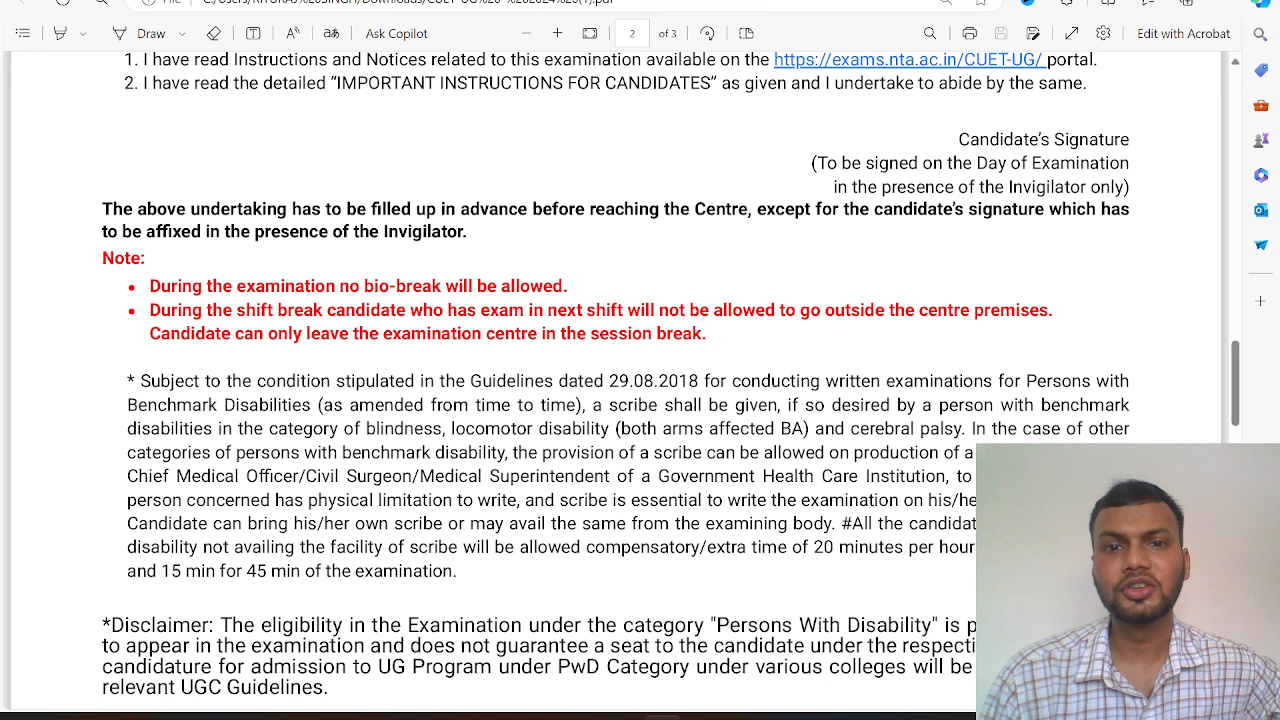 Draw
2
of 3
Ask Copilot
Edit with Acrobat
1. I have read Instructions and Notices related to this examination available on the https://exams.nta.ac.in/CUET-UG/ portal.
2. I have read the detailed “IMPORTANT INSTRUCTIONS FOR CANDIDATES” as given and I undertake to abide by the same.
Candidate’s Signature
(To be signed on the Day of Examination
in the presence of the Invigilator only)
The above undertaking has to be filled up in advance before reaching the Centre, except for the candidate’s signature which has
to be affixed in the presence of the Invigilator.
Note:
• During the examination no bio-break will be allowed.
• During the shift break candidate who has exam in next shift will not be allowed to go outside the centre premises.
Candidate can only leave the examination centre in the session break.
* Subject to the condition stipulated in the Guidelines dated 29.08.2018 for conducting written examinations for Persons with
Benchmark Disabilities (as amended from time to time), a scribe shall be given, if so desired by a person with benchmark
disabilities in the category of blindness, locomotor disability (both arms affected BA) and cerebral palsy. In the case of other
categories of persons with benchmark disability, the provision of a scribe can be allowed on production of a
Chief Medical Officer/Civil Surgeon/Medical Superintendent of a Government Health Care Institution, to
person concerned has physical limitation to write, and scribe is essential to write the examination on his/he
Candidate can bring his/her own scribe or may avail the same from the examining body. #All the candidat
disability not availing the facility of scribe will be allowed compensatory/extra time of 20 minutes per hour
and 15 min for 45 min of the examination.
*Disclaimer: The eligibility in the Examination under the category "Persons With Disability" is p
to appear in the examination and does not guarantee a seat to the candidate under the respecti
candidature for admission to UG Program under PwD Category under various colleges will be
relevant UGC Guidelines.